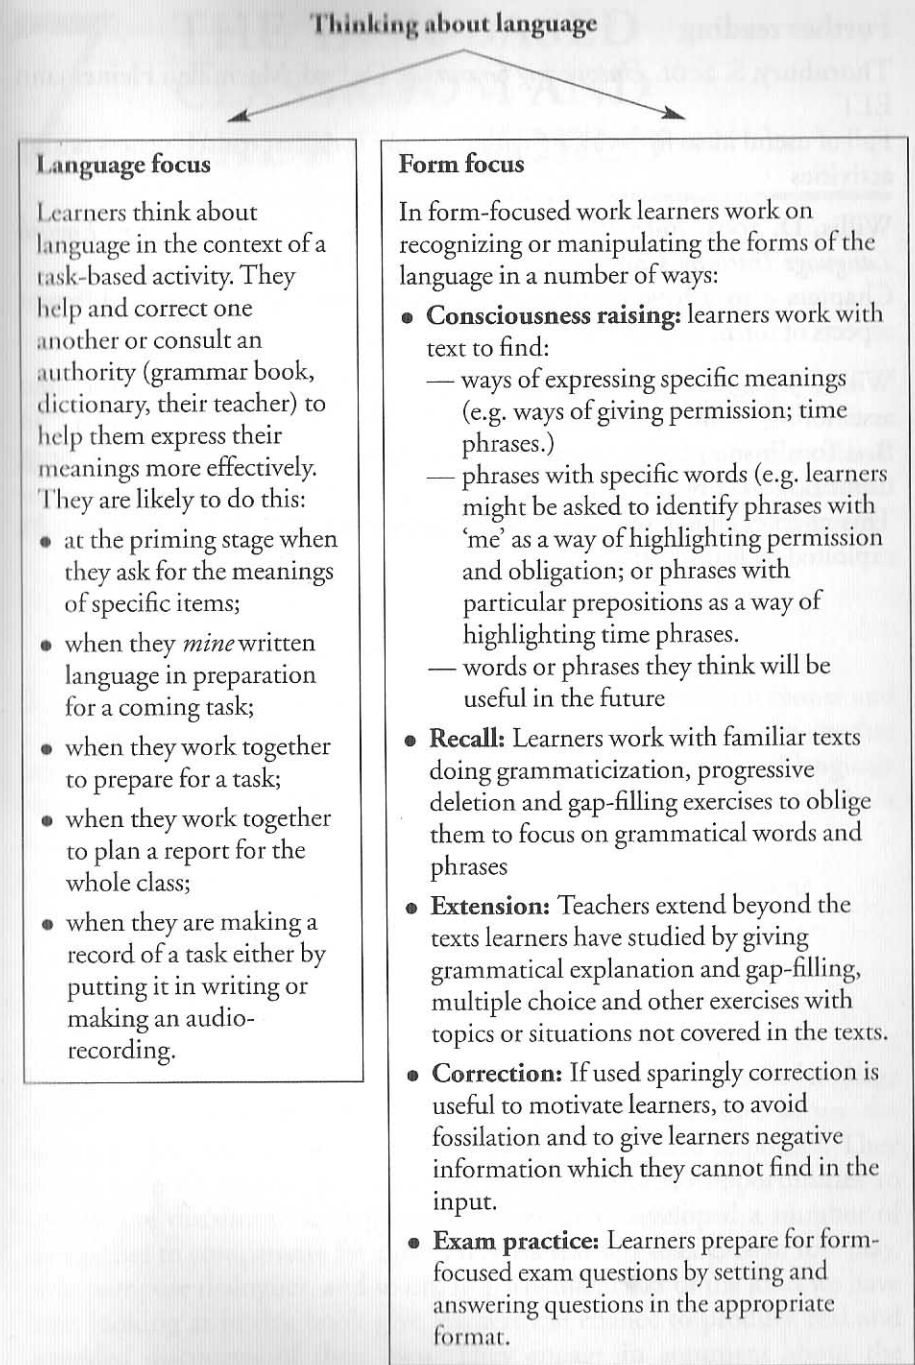 Thinking about language
Language focus
Learners think about
language in the context of a
task-based activity. They
help and correct one
another or consult an
authority (grammar book,
dictionary, their teacher) to
help them express their
meanings more effectively.
They are likely to do this:
• at the priming stage when
they ask for the meanings
of specific items;
• when they mine written
language in preparation
for a coming task;
• when they work together
to prepare for a task;
• when they work together
to plan a report for the
whole class;
• when they are making a
record of a task either by
putting it in writing or
making an audio-
recording.
Form focus
In form-focused work learners work on
recognizing or manipulating the forms of the
language in a number of ways:
• Consciousness raising: learners work with
text to find:
— ways of expressing specific meanings
(e.g. ways of giving permission; time
phrases.)
— phrases with specific words (e.g. learners
might be asked to identify phrases with
‘me’ as a way of highlighting permission
and obligation; or phrases with
particular prepositions as a way of
highlighting time phrases.
— words or phrases they think will be
useful in the future
• Recall: Learners work with familiar texts
doing grammaticization, progressive
deletion and gap-filling exercises to oblige
them to focus on grammatical words and
phrases
• Extension: Teachers extend beyond the
texts learners have studied by giving
grammatical explanation and gap-filling,
multiple choice and other exercises with
topics or situations not covered in the texts.
• Correction: If used sparingly correction is
useful to motivate learners, to avoid
fossilation and to give learners negative
information which they cannot find in the
input.
• Exam practice: Learners prepare for form-
focused exam questions by setting and
answering questions in the appropriate
format.